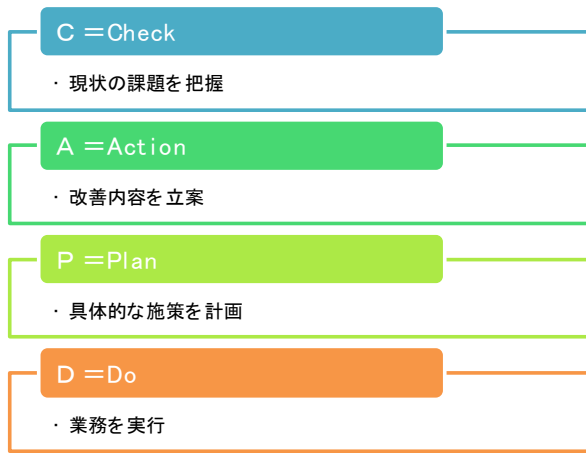 C =Check
・現状の課題を把握
A =Action
・改善内容を立案
P =Plan
・具体的な施策を計画
D =Do
・業務を実行